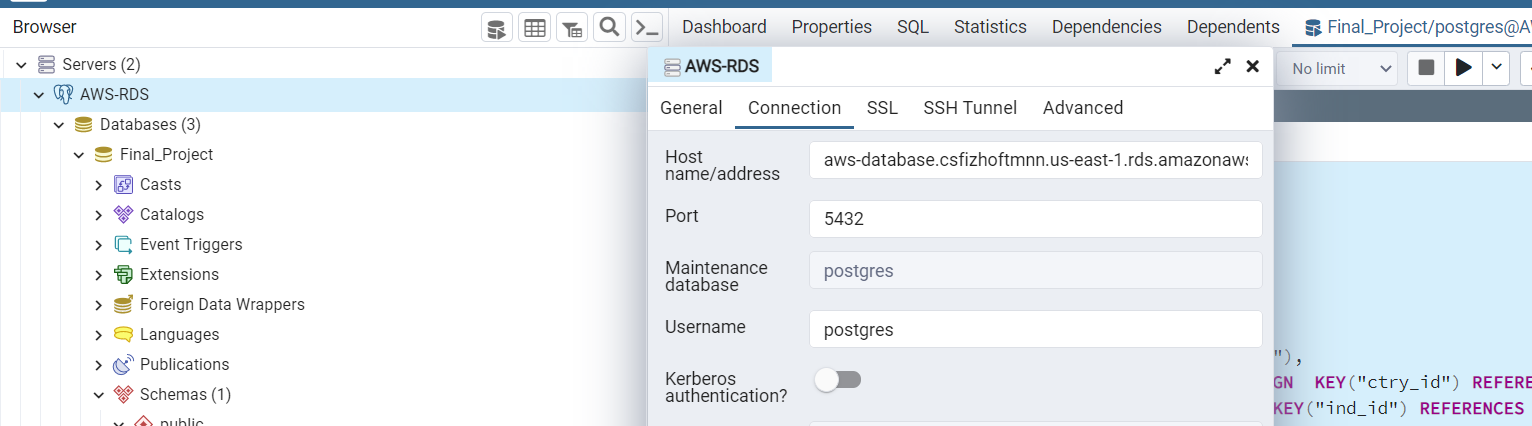 Browser
Dashboard Properties SQL Statistics Dependencies Dependents Final_Project/postgres@A
Servers (2)
AWS-RDS
Databases (3)
Final_Project
Casts
Catalogs
Event Triggers
Extensions
Foreign Data Wrappers
Languages
Publications
Schemas (1)
public
AWS-RDS
No limit
General Connection SSL SSH Tunnel Advanced
Host name/address
aws-database.csfizhoftmnn.us-east-1.rds.amazonaws
Port
5432
Maintenance database
postgres
Username
postgres
Kerberos authentication?
"),
GN KEY("ctry_id") REFERE
KEY("ind_id") REFERENCES